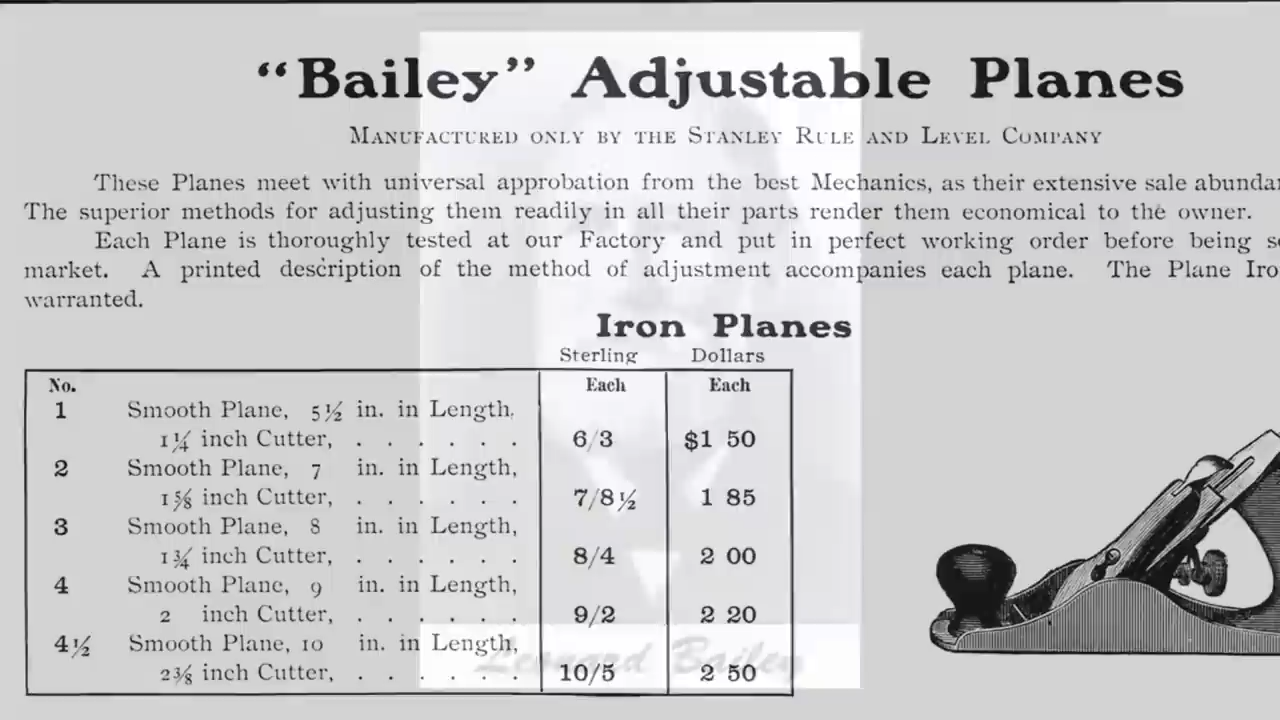 “Bailey” Adjustable Planes
Manufactured only by the Stanley Rule and Level Company
These Planes meet with universal approbation from the best Mechanics, as their extensive sale
The superior methods for adjusting them readily in all their parts render them economical to the owner.
Each Plane is thoroughly tested at our Factory and put in perfect working order before being
market. A printed description of the method of adjustment accompanies each plane. The Plane
warranted.
Iron Planes
Sterling Dollars
No. Each Each
1 Smooth Plane, 5½ in. in Length,
1¼ inch Cutter, . . . . . . 6/3 $1 50
2 Smooth Plane, 7 in. in Length,
1⅝ inch Cutter, . . . . . . 7/8½ 1 85
3 Smooth Plane, 8 in. in Length,
1¾ inch Cutter, . . . . . . 8/4 2 00
4 Smooth Plane, 9 in. in Length,
2 inch Cutter, . . . . . . 9/2 2 20
4½ Smooth Plane, 10 in. in Length,
2⅜ inch Cutter, . . . . . . 10/5 2 50
Leonard Bailey